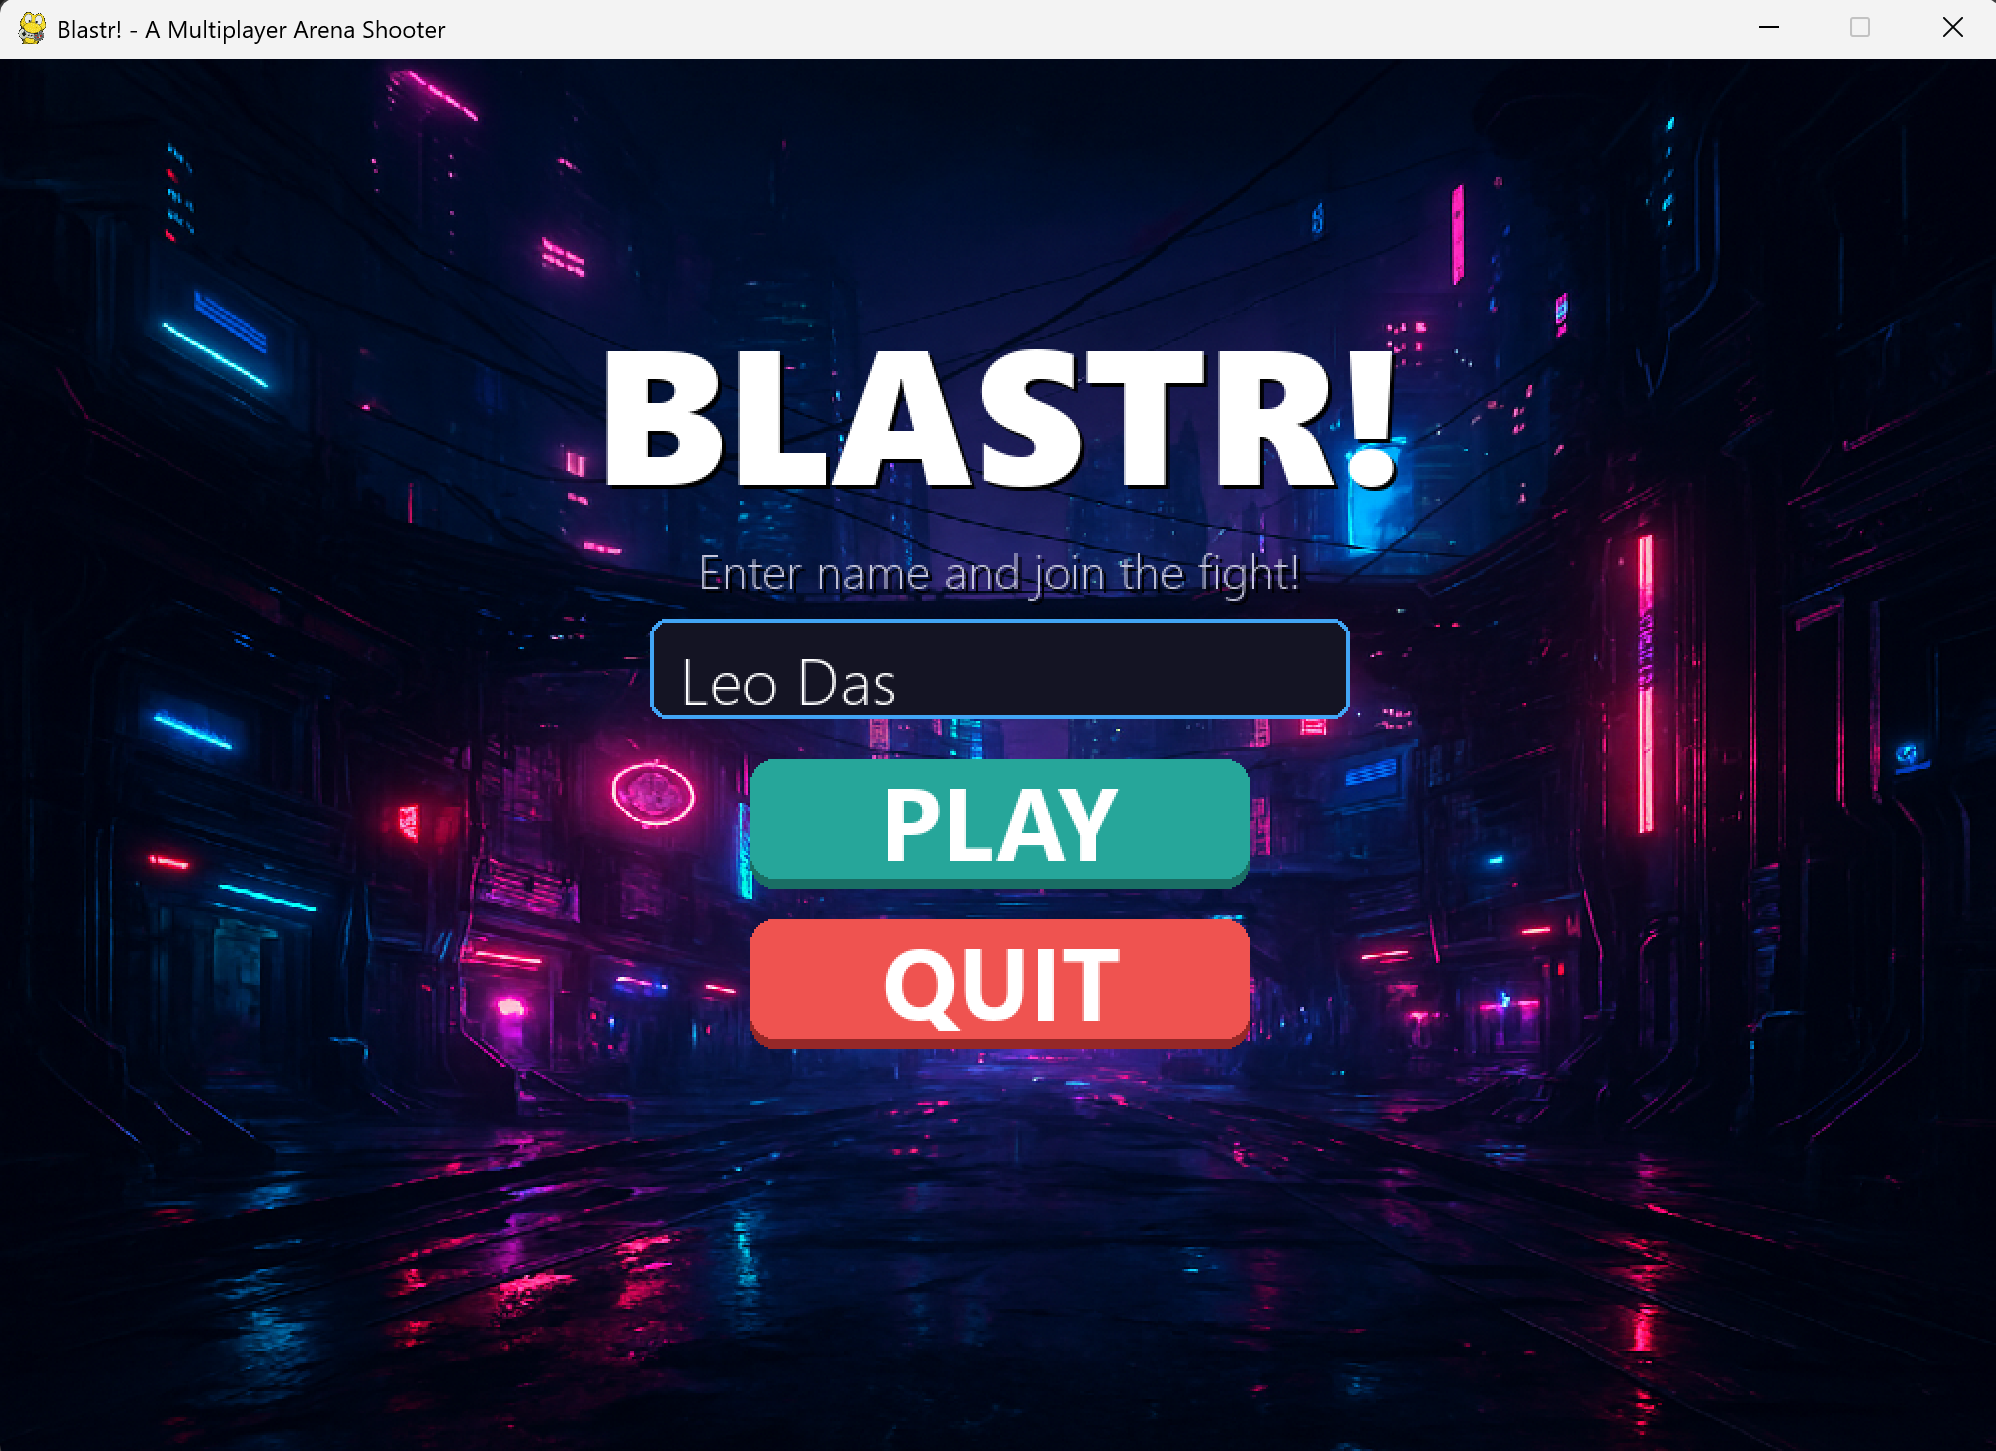 Blastr! - A Multiplayer Arena Shooter
BLASTR!
Enter name and join the fight!
Leo Das
PLAY
QUIT